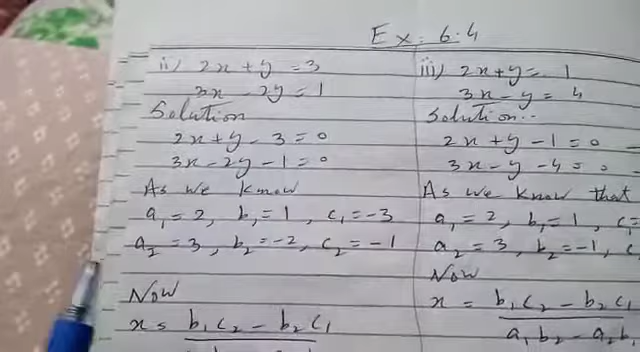 Ex: 6.4
ii) 2x + y = 3
3x - 2y = 1
Solution
2x + y - 3 = 0
3x - 2y - 1 = 0
As we know
a₁ = 2, b₁ = 1, c₁ = -3
a₂ = 3, b₂ = -2, c₂ = -1
Now
x = b₁c₂ - b₂c₁
iii) 2x + y = 1
3x - y = 4
Solution..
2x + y - 1 = 0
3x - y - 4 = 0
As we know that
a₁ = 2, b₁ = 1, c₁ =
a₂ = 3, b₂ = -1, c
Now
x = b₁c₂ - b₂c₁
a₁b₂ - a₂b₁